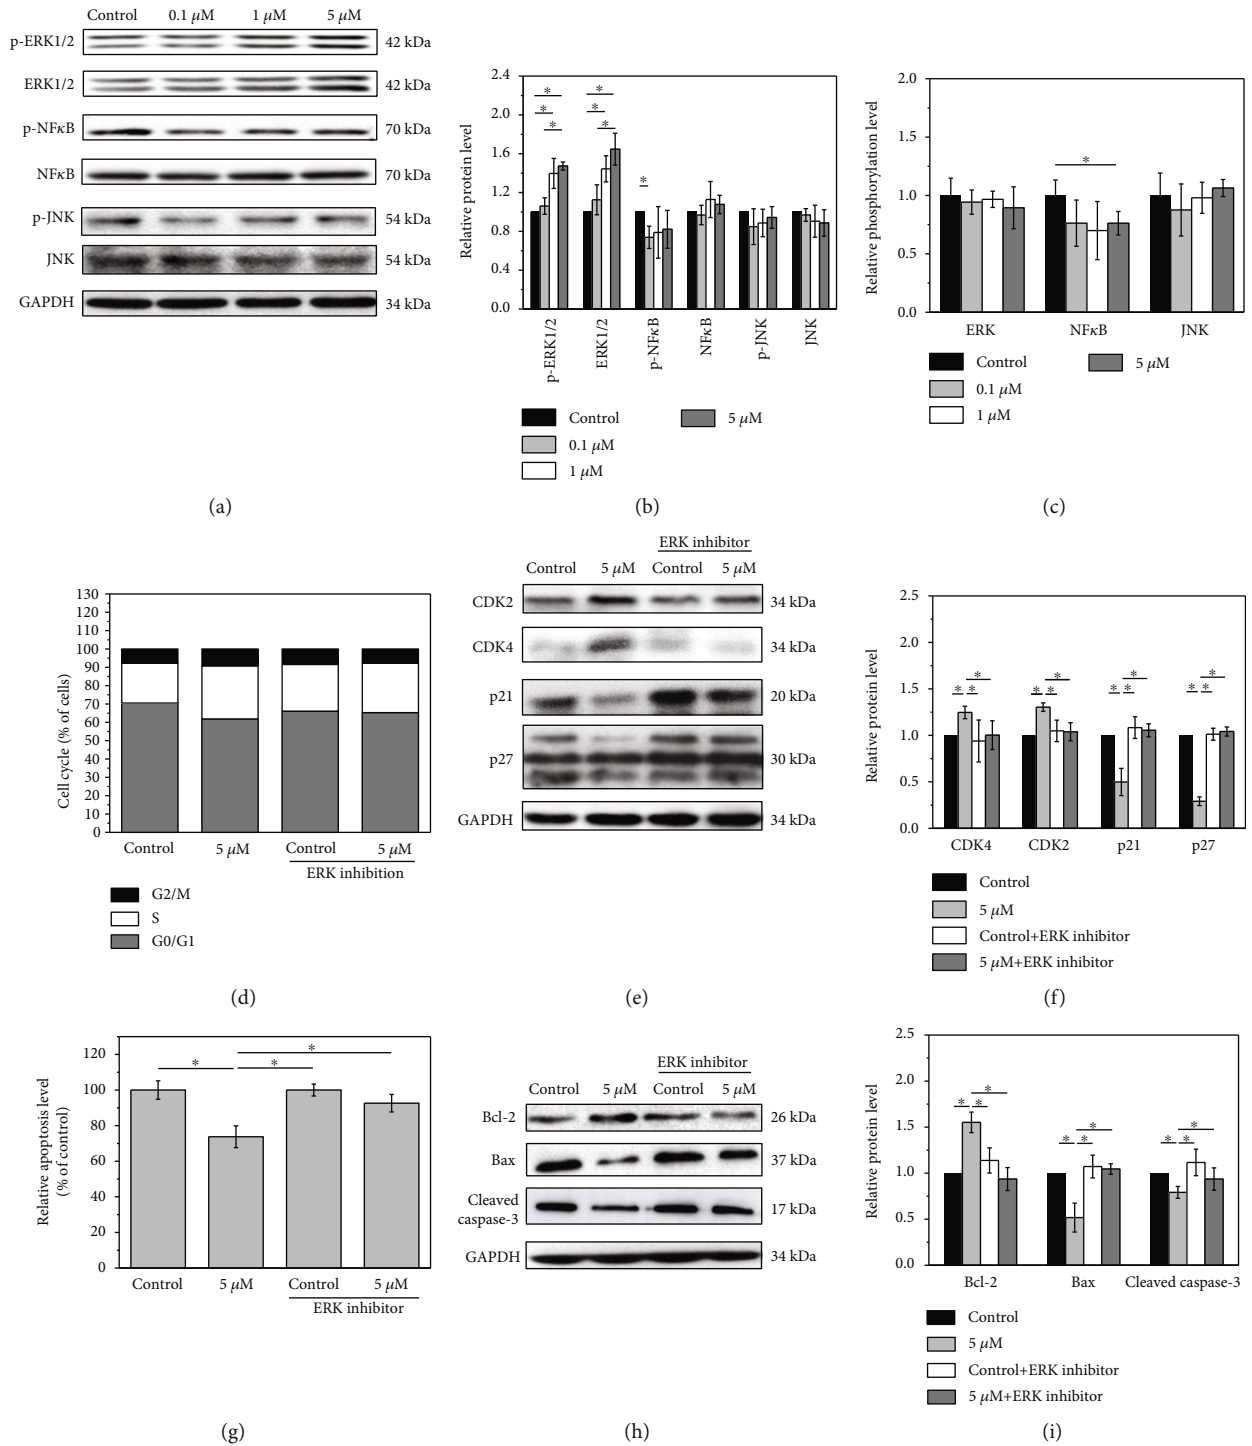 Control 0.1 μM 1 μM 5 μM
p-ERK1/2 42 kDa
ERK1/2 42 kDa
p-NFκB 70 kDa
NFκB 70 kDa
p-JNK 54 kDa
JNK 54 kDa
GAPDH 34 kDa
(a)
Relative protein level
2.4
2.0
1.6
1.2
0.8
0.4
0.0
* * * * * * *
p-ERK1/2 ERK1/2 p-NFκB NFκB p-JNK JNK
Control 5 μM
0.1 μM
1 μM
(b)
Relative phosphorylation level
2.0
1.5
1.0
0.5
0.0
*
ERK NFκB JNK
Control 5 μM
0.1 μM
1 μM
(c)
Cell cycle (% of cells)
130
120
110
100
90
80
70
60
50
40
30
20
10
0
Control 5 μM Control 5 μM
ERK inhibition
G2/M
S
G0/G1
(d)
ERK inhibitor
Control 5 μM Control 5 μM
CDK2 34 kDa
CDK4 34 kDa
p21 20 kDa
p27 30 kDa
GAPDH 34 kDa
(e)
Relative protein level
2.5
2.0
1.5
1.0
0.5
0.0
* * * * * * * * * * * *
CDK4 CDK2 p21 p27
Control
5 μM
Control+ERK inhibitor
5 μM+ERK inhibitor
(f)
Relative apoptosis level
(% of control)
120
100
80
60
40
20
0
* * *
Control 5 μM Control 5 μM
ERK inhibitor
(g)
ERK inhibitor
Control 5 μM Control 5 μM
Bcl-2 26 kDa
Bax 37 kDa
Cleaved
caspase-3 17 kDa
GAPDH 34 kDa
(h)
Relative protein level
2.5
2.0
1.5
1.0
0.5
0.0
* * * * * * * * *
Bcl-2 Bax Cleaved caspase-3
Control
5 μM
Control+ERK inhibitor
5 μM+ERK inhibitor
(i)